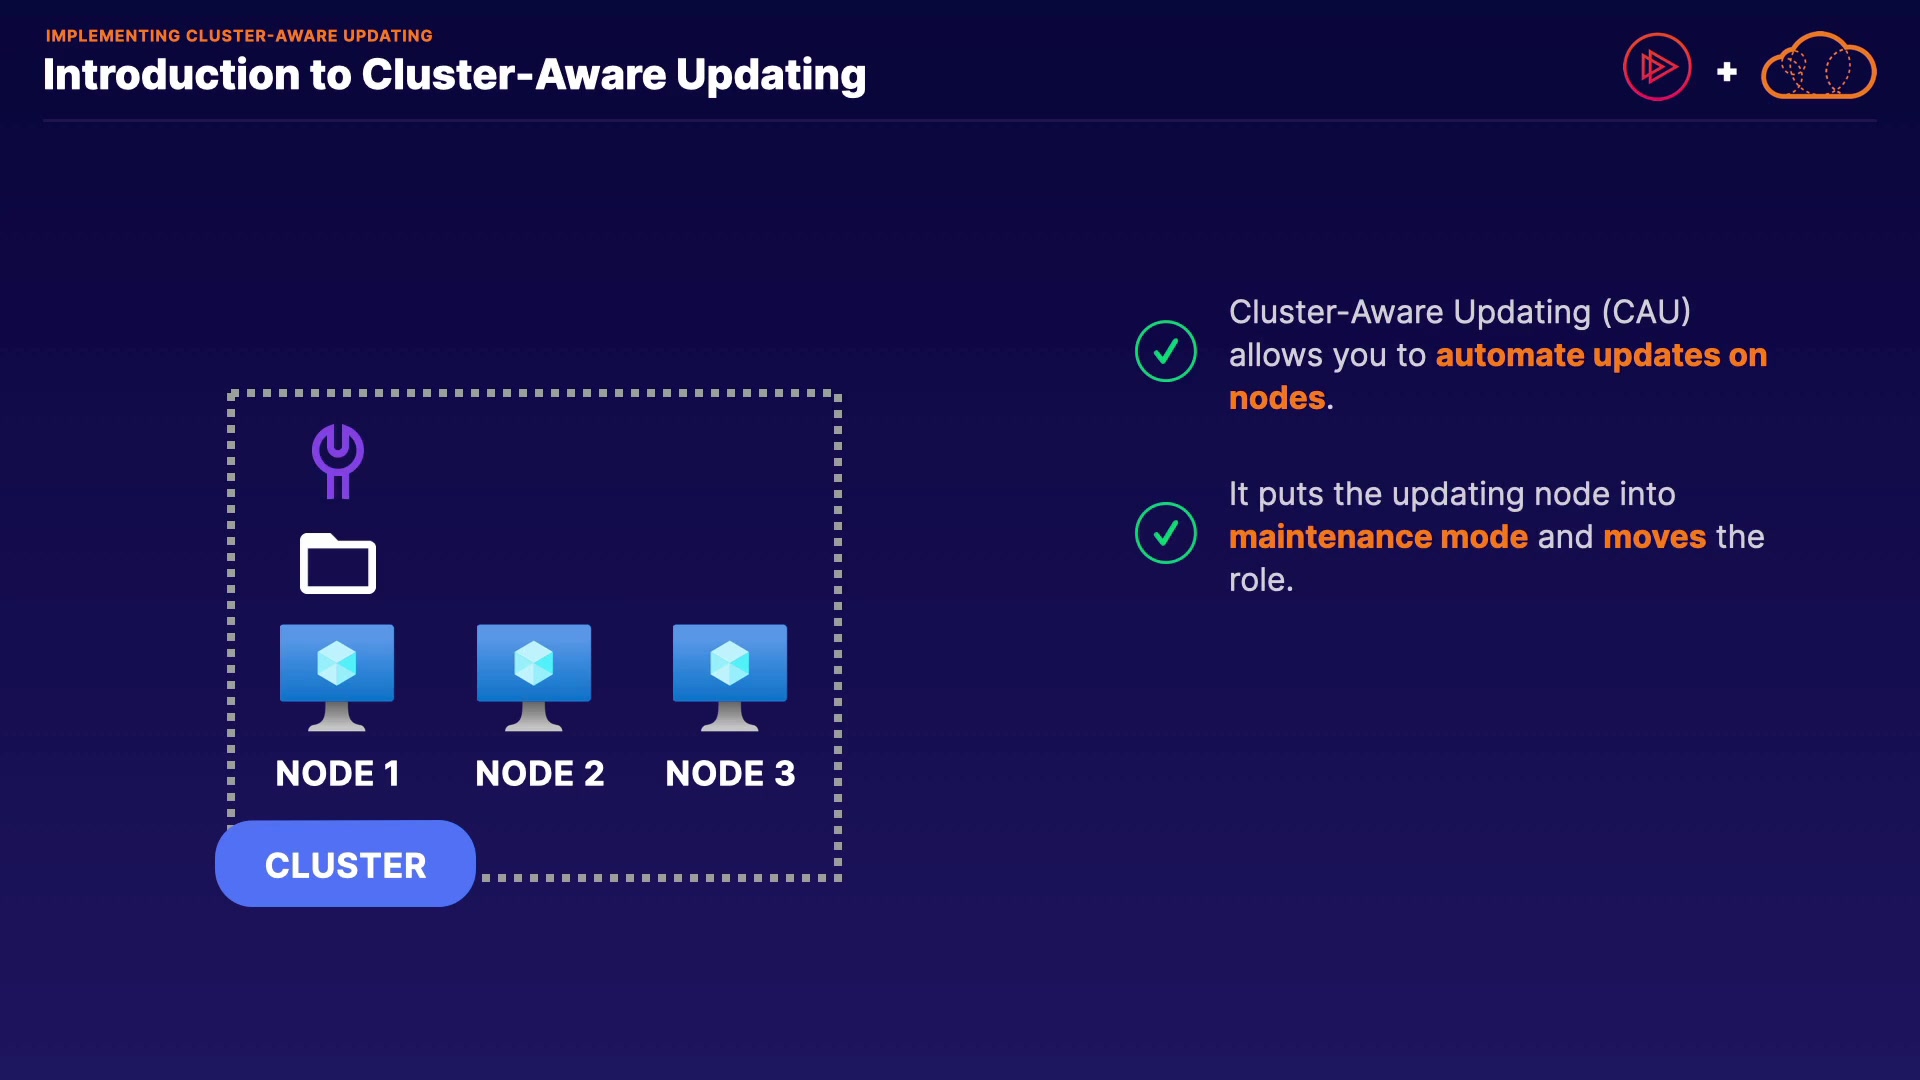 IMPLEMENTING CLUSTER-AWARE UPDATING
Introduction to Cluster-Aware Updating
+
Cluster-Aware Updating (CAU)
allows you to automate updates on
nodes.
It puts the updating node into
maintenance mode and moves the
role.
NODE 1
NODE 2
NODE 3
CLUSTER